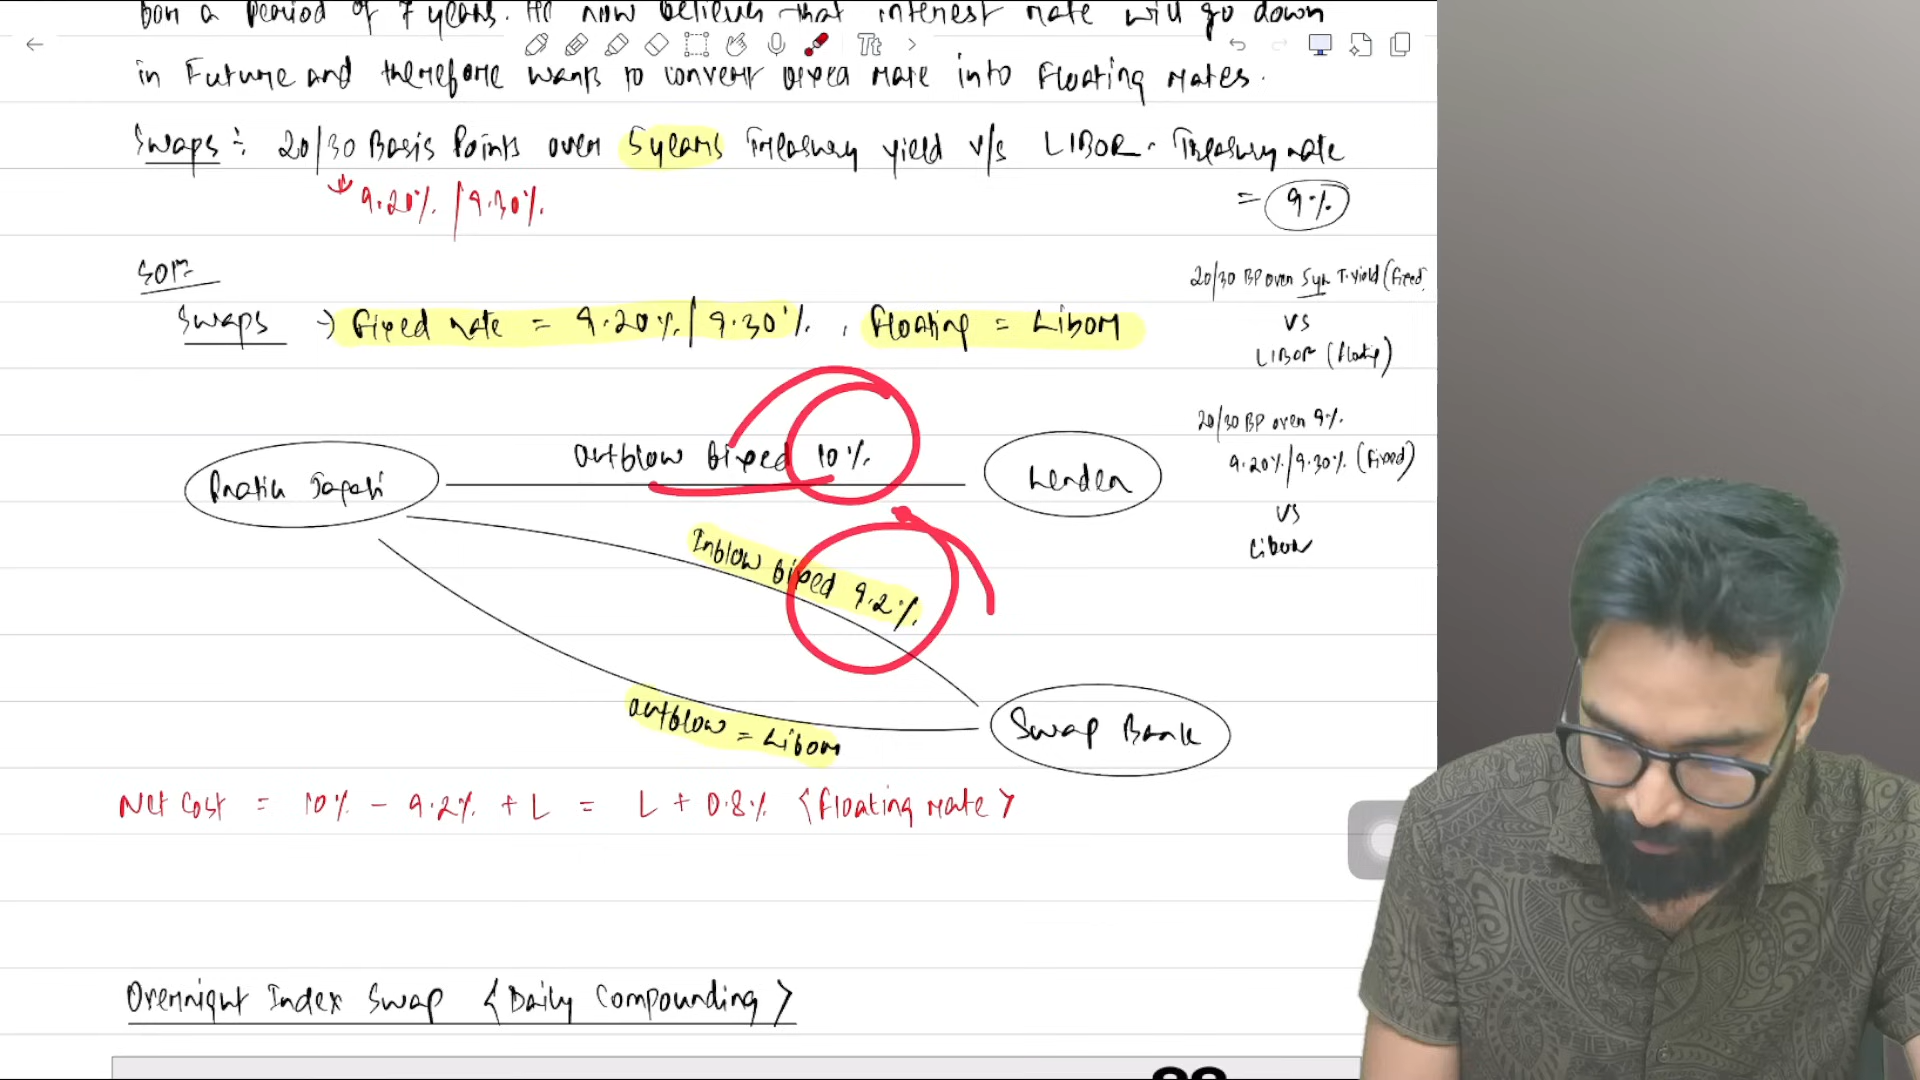 for a period of 7 years. He now believes that interest rate will go down
in Future and therefore wants to convert fixed rate into Floating rates.
Swaps :- 20/30 Basis Points over 5 years Treasury yield v/s LIBOR. Treasury rate
= 9%
9.20% / 9.30%
Soln
Swaps → Fixed rate = 9.20% / 9.30%, Floating = Libor
20/30 BP over 5yr T.yield (fixed)
VS
LIBOR (floating)
20/30 BP over 9%
9.20% / 9.30% (fixed)
VS
Libor
Outflow fixed 10%
Lender
Inflow fixed 9.2%
Outflow = Libor
Swap Bank
Net Cost = 10% - 9.2% + L = L + 0.8% <Floating rate>
Overnight Index Swap <Daily Compounding>
Tt